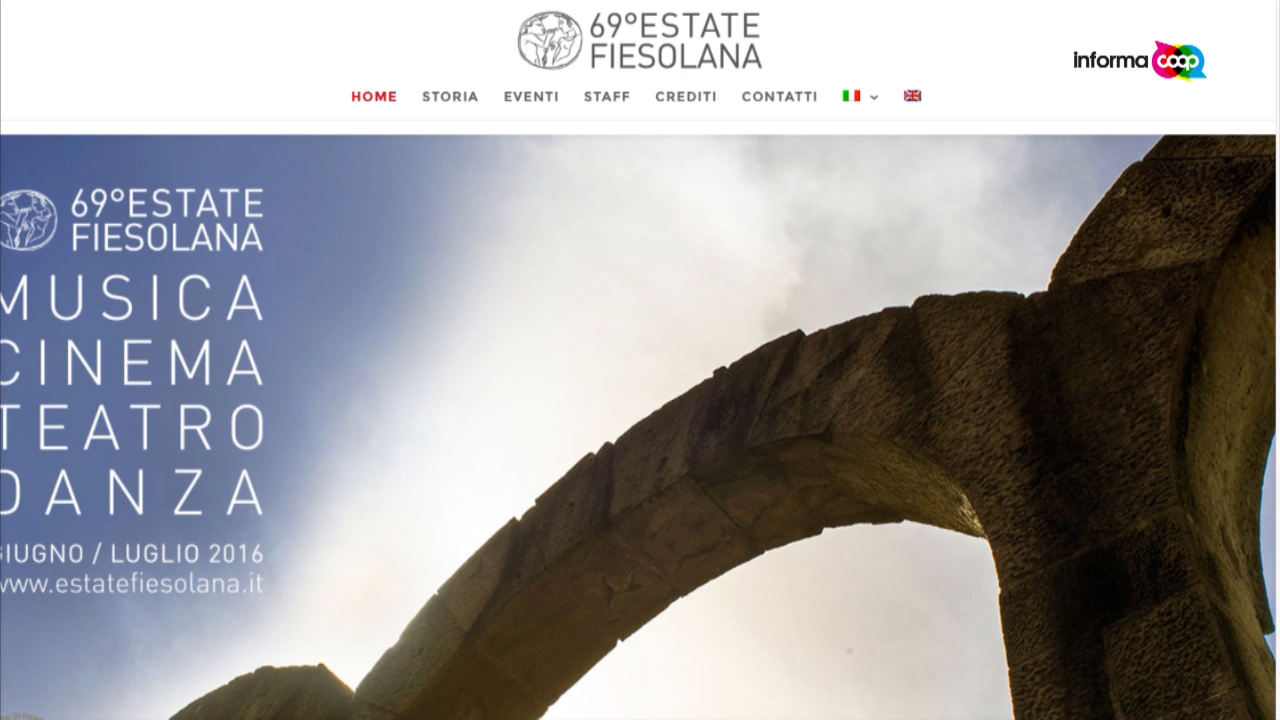 69°ESTATE
FIESOLANA
informa coop
HOME STORIA EVENTI STAFF CREDITI CONTATTI
69°ESTATE
FIESOLANA
MUSICA
CINEMA
TEATRO
DANZA
GIUGNO / LUGLIO 2016
www.estatefiesolana.it